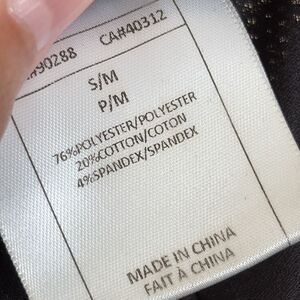 #90288 CA#40312
S/M
P/M
76%POLYESTER/POLYESTER
20%COTTON/COTON
4%SPANDEX/SPANDEX
MADE IN CHINA
FAIT À CHINA